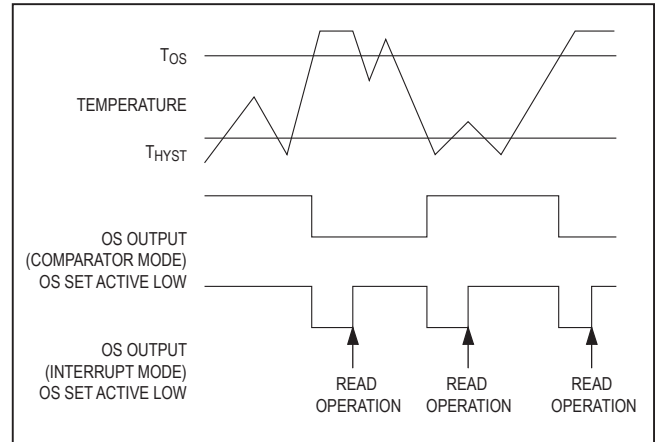 TOS
TEMPERATURE
THYST
OS OUTPUT
(COMPARATOR MODE)
OS SET ACTIVE LOW
OS OUTPUT
(INTERRUPT MODE)
OS SET ACTIVE LOW
READ
OPERATION
READ
OPERATION
READ
OPERATION